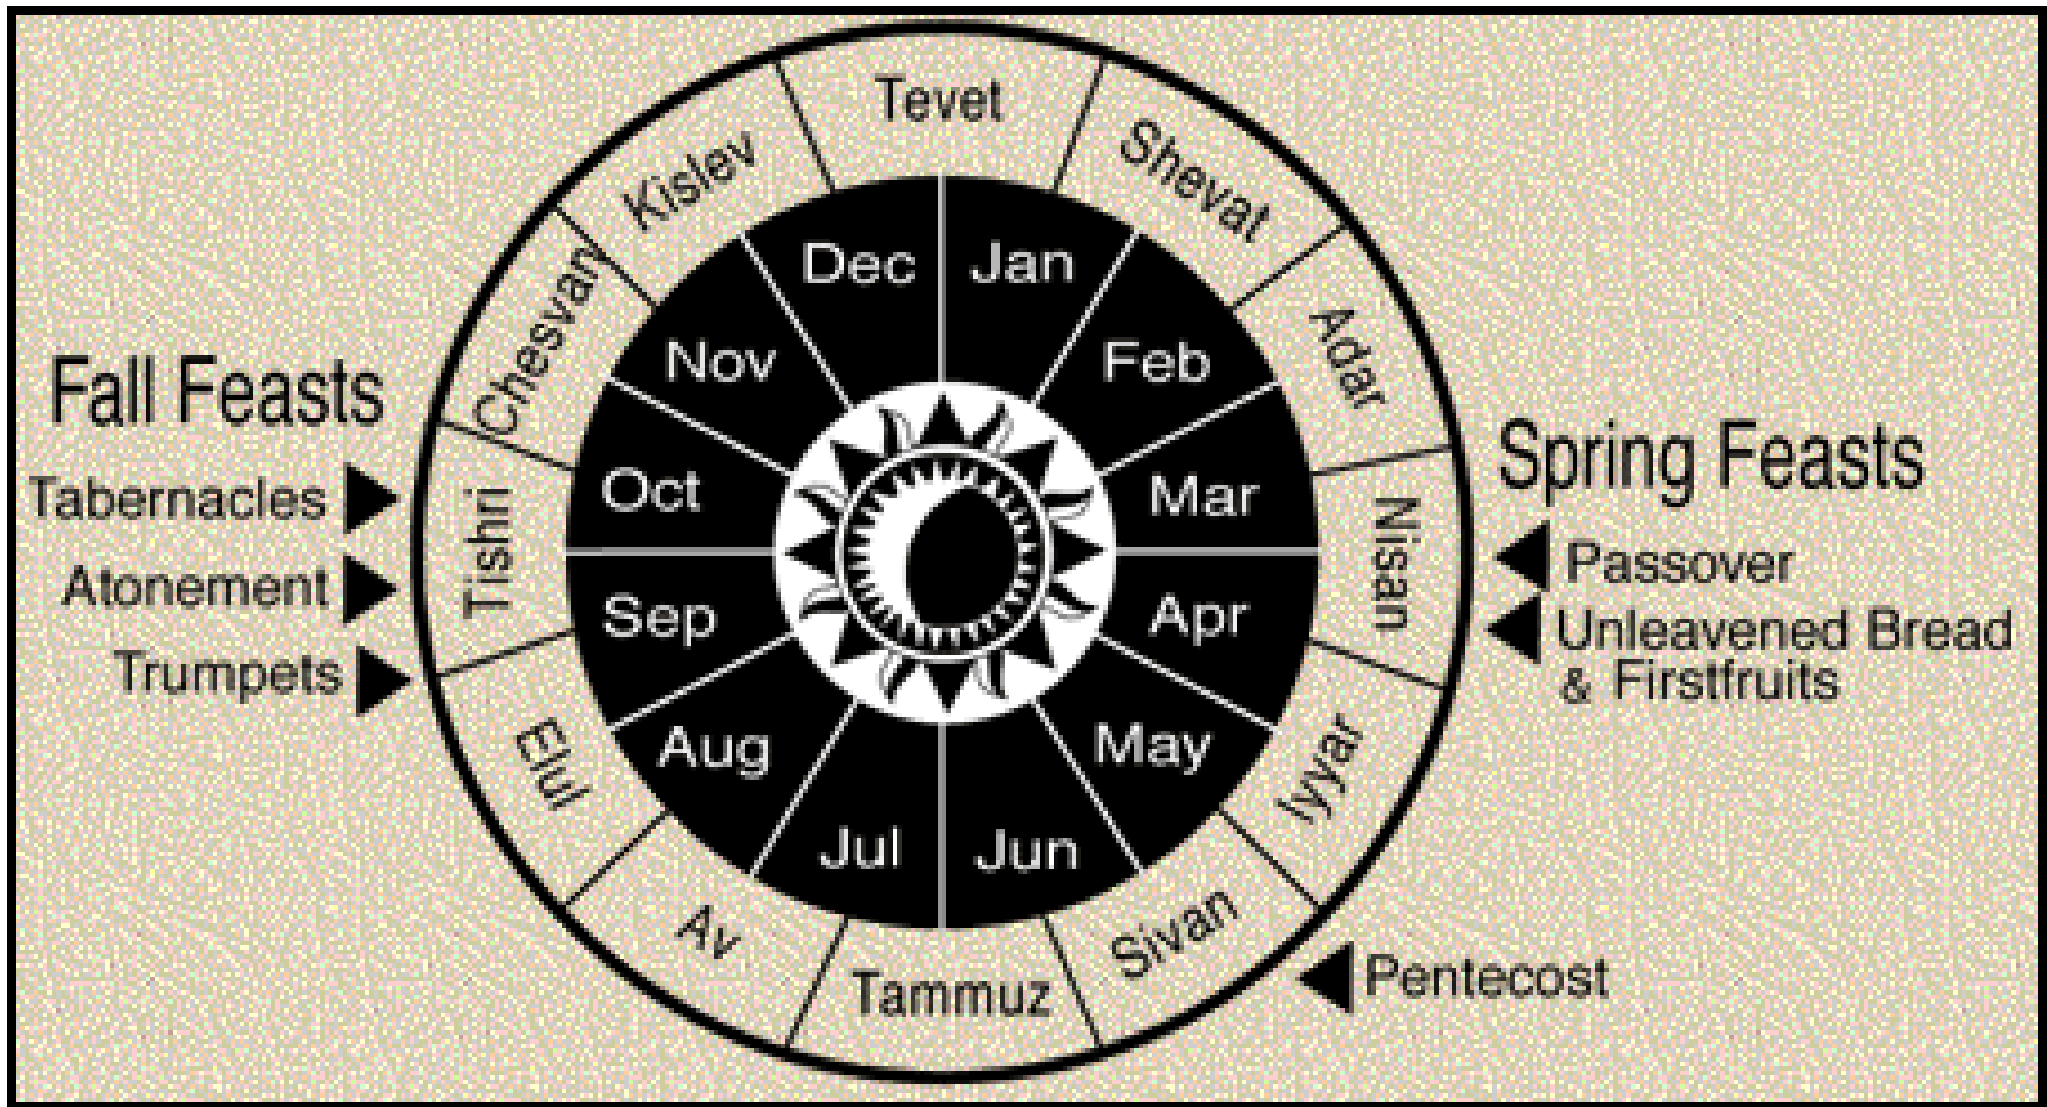 Tevet
Shevat
Adar
Nisan
Iyyar
Sivan
Tammuz
Av
Elul
Tishri
Chesvan
Kislev
Jan
Feb
Mar
Apr
May
Jun
Jul
Aug
Sep
Oct
Nov
Dec
Fall Feasts
Tabernacles
Atonement
Trumpets
Spring Feasts
Passover
Unleavened Bread
& Firstfruits
Pentecost